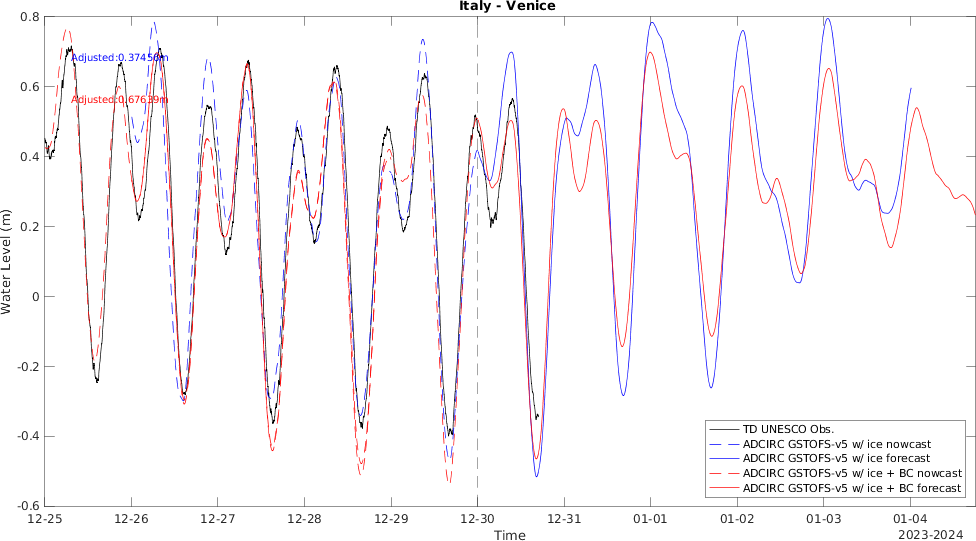 Italy - Venice
0.8
Adjusted:0.37456m
0.6
Adjusted:0.67639m
0.4
0.2
0
-0.2
-0.4
-0.6
Water Level (m)
TD UNESCO Obs.
ADCIRC GSTOFS-v5 w/ ice nowcast
ADCIRC GSTOFS-v5 w/ ice forecast
ADCIRC GSTOFS-v5 w/ ice + BC nowcast
ADCIRC GSTOFS-v5 w/ ice + BC forecast
12-25 12-26 12-27 12-28 12-29 12-30 12-31 01-01 01-02 01-03 01-04
Time
2023-2024